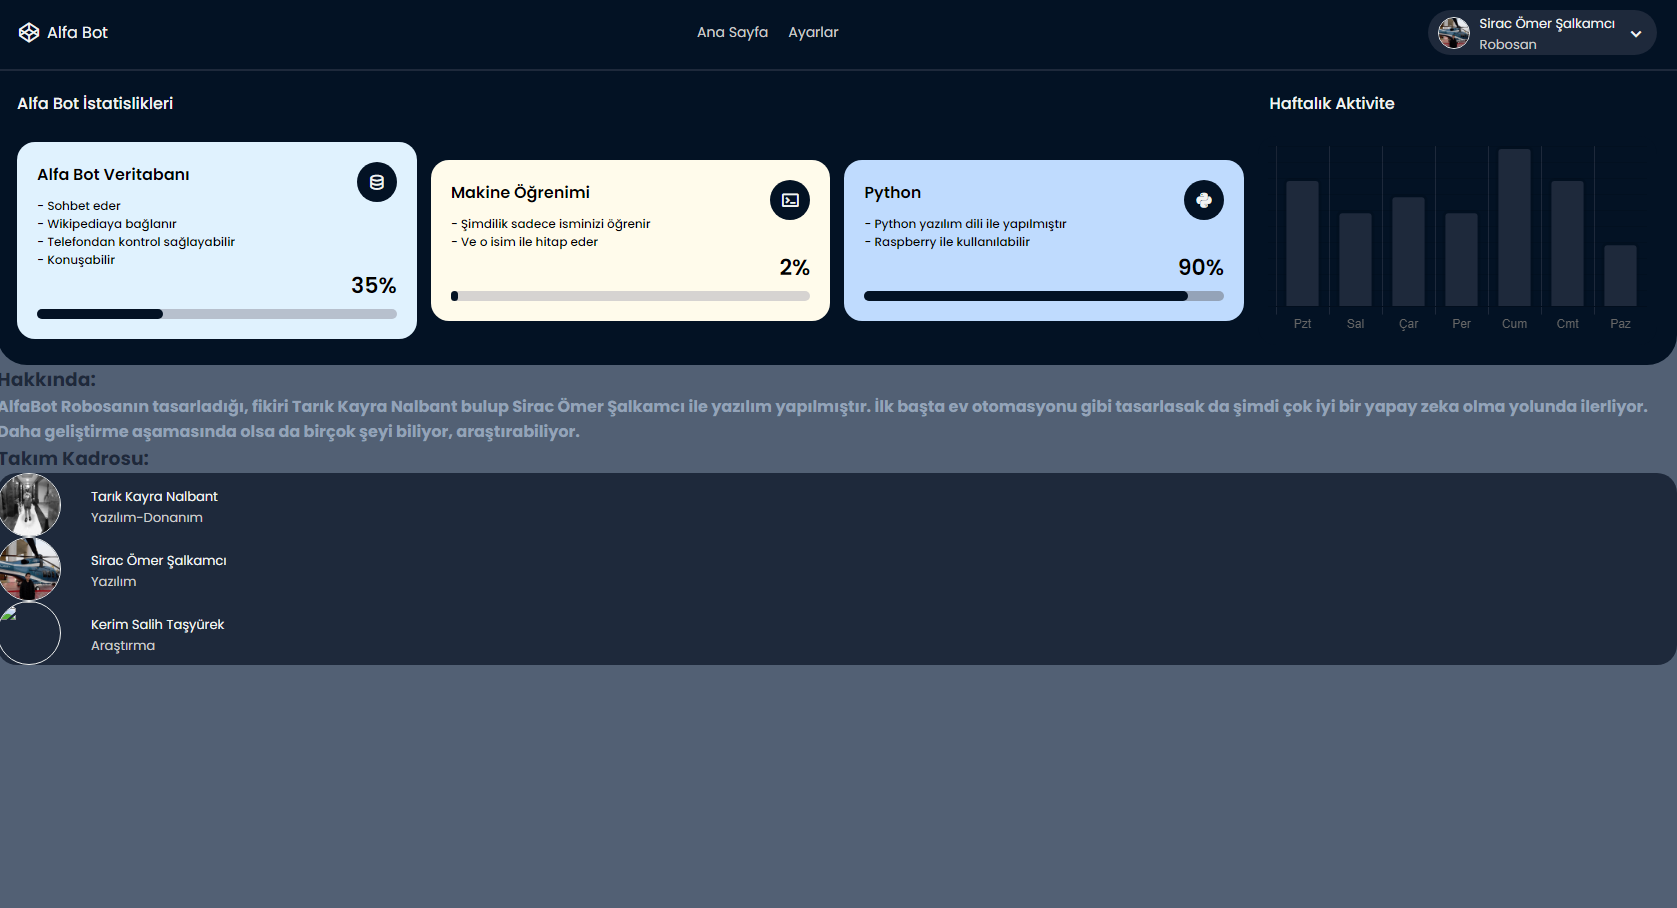 Alfa Bot
Ana Sayfa
Ayarlar
Sirac Ömer Şalkamcı
Robosan
Alfa Bot İstatislikleri
Haftalık Aktivite
Alfa Bot Veritabanı
- Sohbet eder
- Wikipediaya bağlanır
- Telefondan kontrol sağlayabilir
- Konuşabilir
35%
Makine Öğrenimi
- Şimdilik sadece isminizi öğrenir
- Ve o isim ile hitap eder
2%
Python
- Python yazılım dili ile yapılmıştır
- Raspberry ile kullanılabilir
90%
Pzt Sal Çar Per Cum Cmt Paz
Hakkında:
AlfaBot Robosanın tasarladığı, fikiri Tarık Kayra Nalbant bulup Sirac Ömer Şalkamcı ile yazılım yapılmıştır. İlk başta ev otomasyonu gibi tasarlasak da şimdi çok iyi bir yapay zeka olma yolunda ilerliyor.
Daha geliştirme aşamasında olsa da birçok şeyi biliyor, araştırabiliyor.
Takım Kadrosu:
Tarık Kayra Nalbant
Yazılım-Donanım
Sirac Ömer Şalkamcı
Yazılım
Kerim Salih Taşyürek
Araştırma